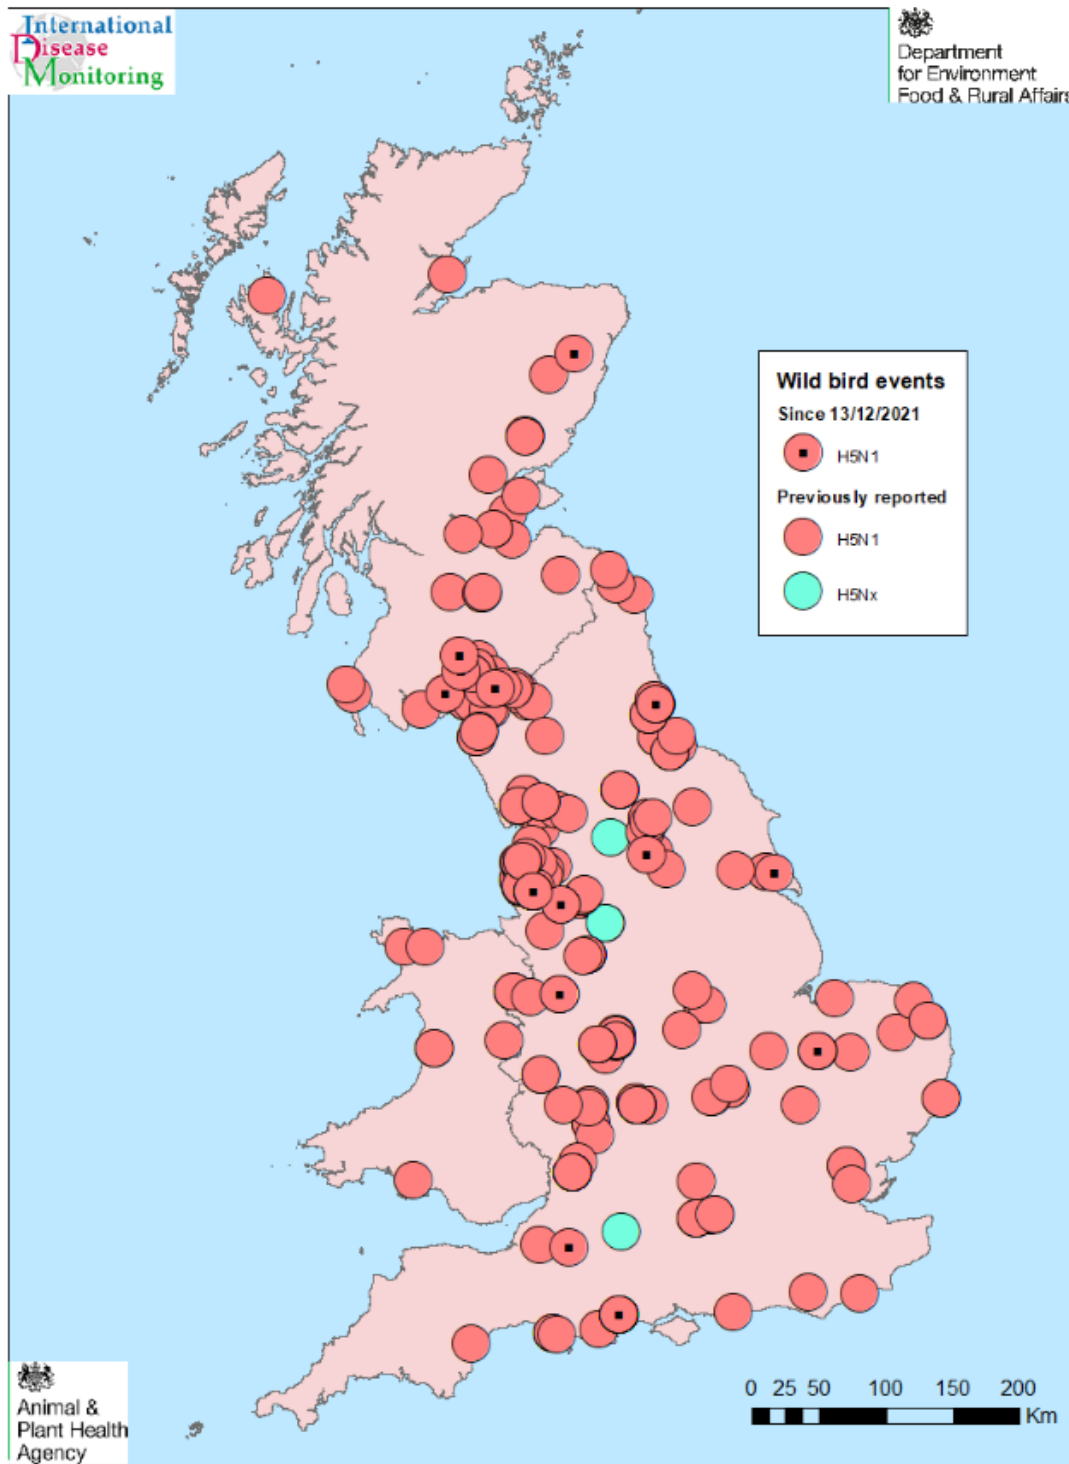 International
Disease
Monitoring
Department
for Environment
Food & Rural Affairs
Wild bird events
Since 13/12/2021
H5N1
Previously reported
H5N1
H5Nx
0 25 50 100 150 200
Km
Animal &
Plant Health
Agency